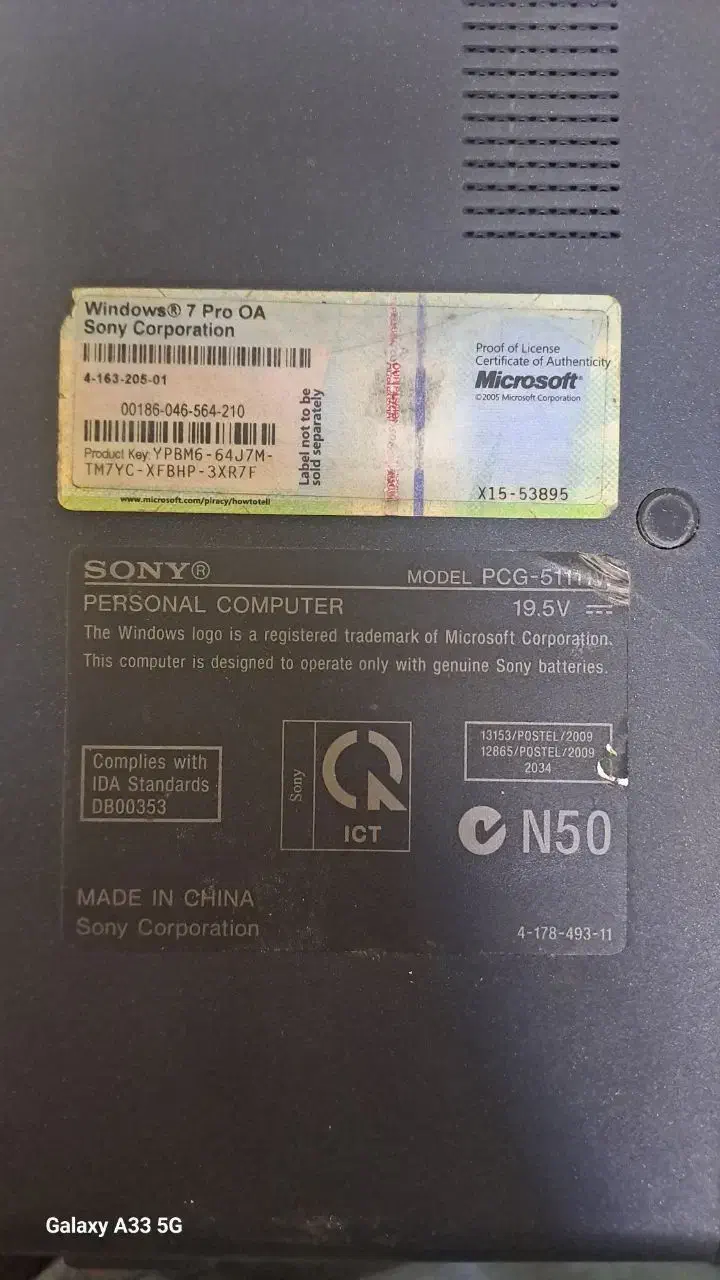 Windows® 7 Pro OA
Sony Corporation
4-163-205-01
00186-046-564-210
Product Key: YPBM6-64J7M-
TM7YC-XFBHP-3XR7F
www.microsoft.com/piracy/howtotell
Label not to be
sold separately
Proof of License
Certificate of Authenticity
Microsoft®
©2005 Microsoft Corporation
X15-53895
SONY®
MODEL
PERSONAL COMPUTER
19.5V
The Windows logo is a registered trademark of Microsoft Corporation.
This computer is designed to operate only with genuine Sony batteries.
Complies with
IDA Standards
DB00353
Sony
ICT
13153/POSTEL/2009
12865/POSTEL/2009
2034
N50
MADE IN CHINA
Sony Corporation
4-178-493-11
Galaxy A33 5G